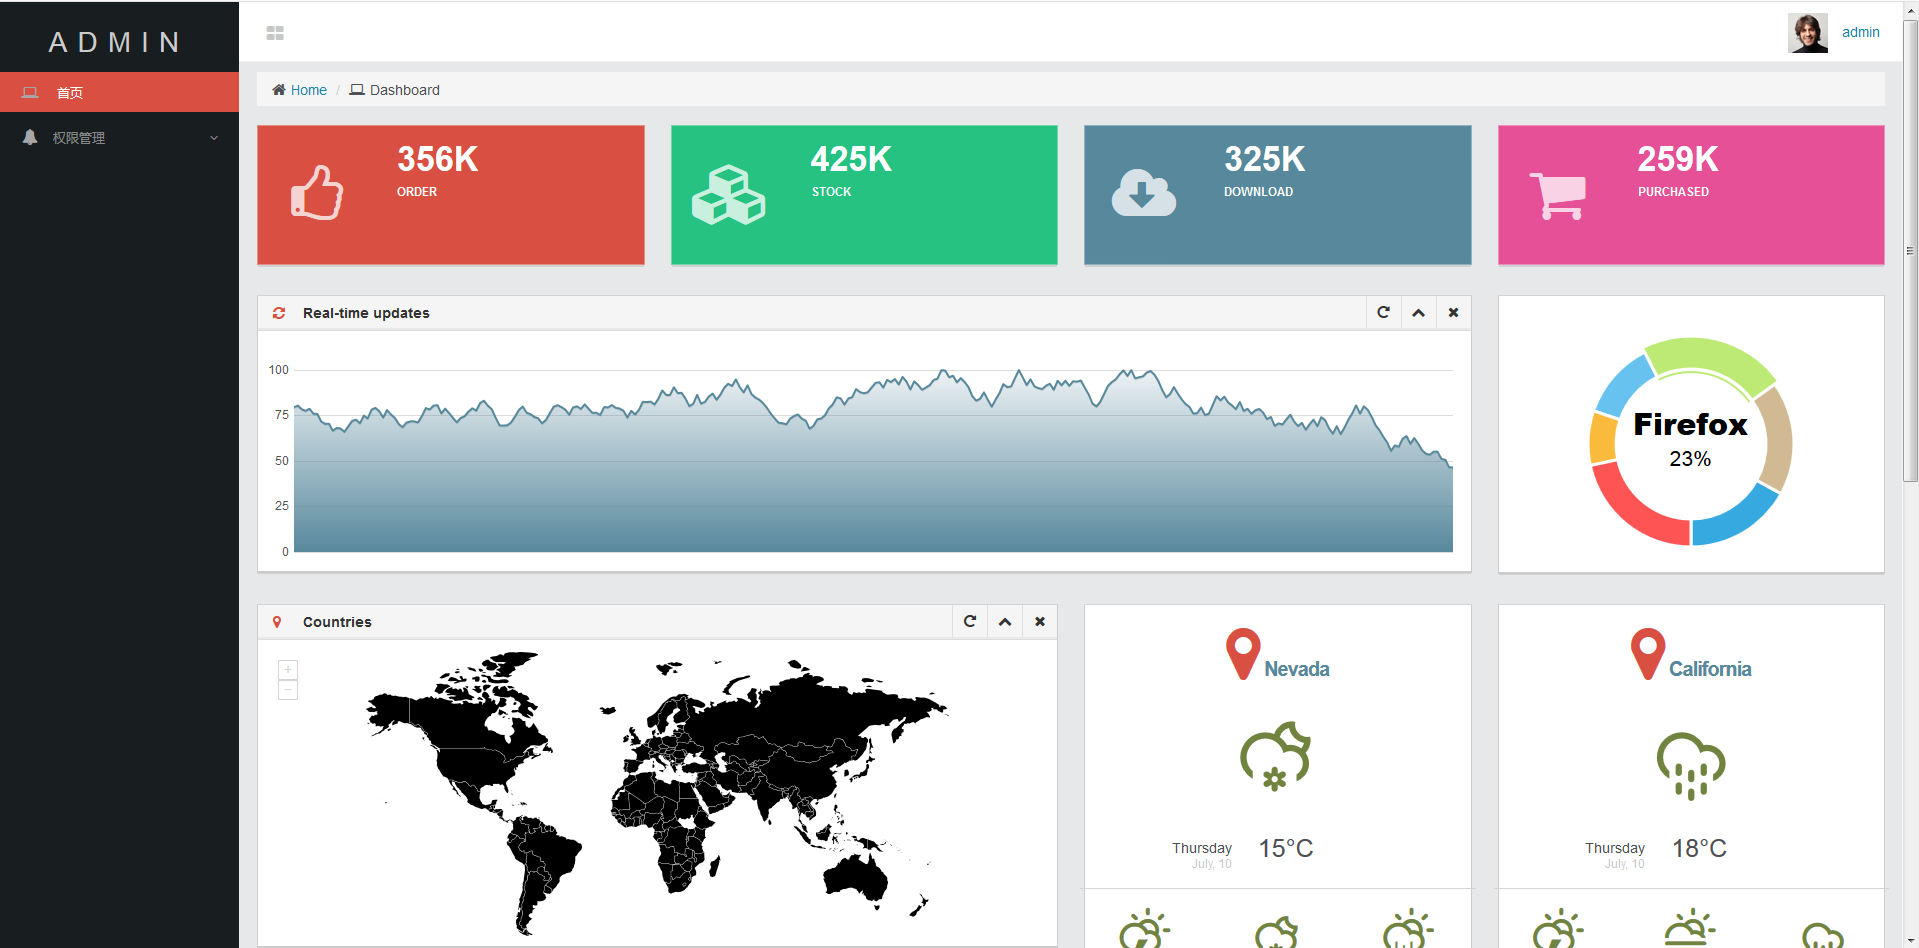 ADMIN
首页
权限管理
admin
Home / Dashboard
356K
ORDER
425K
STOCK
325K
DOWNLOAD
259K
PURCHASED
Real-time updates
100
75
50
25
0
Firefox
23%
Countries
+
−
Nevada
Thursday
July, 10
15°C
California
Thursday
July, 10
18°C